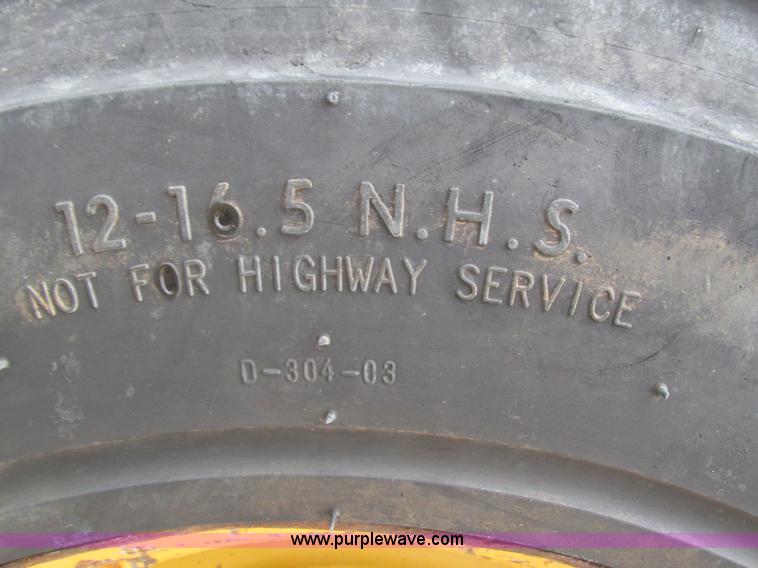 12-16.5 N.H.S.
NOT FOR HIGHWAY SERVICE
D-304-03
www.purplewave.com